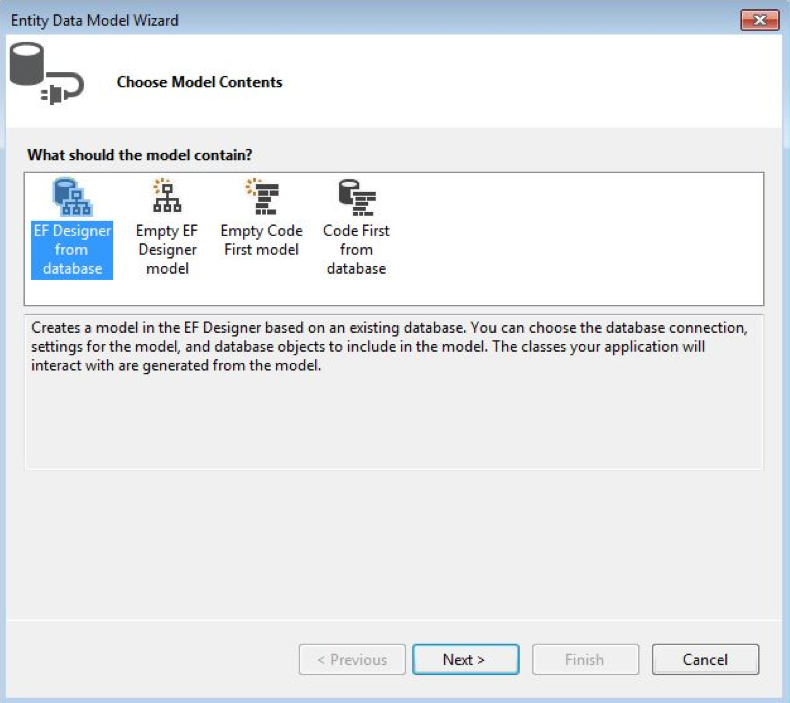 Entity Data Model Wizard
Choose Model Contents
What should the model contain?
EF Designer
from
database
Empty EF
Designer
model
Empty Code
First model
Code First
from
database
Creates a model in the EF Designer based on an existing database. You can choose the database connection,
settings for the model, and database objects to include in the model. The classes your application will
interact with are generated from the model.
< Previous
Next >
Finish
Cancel